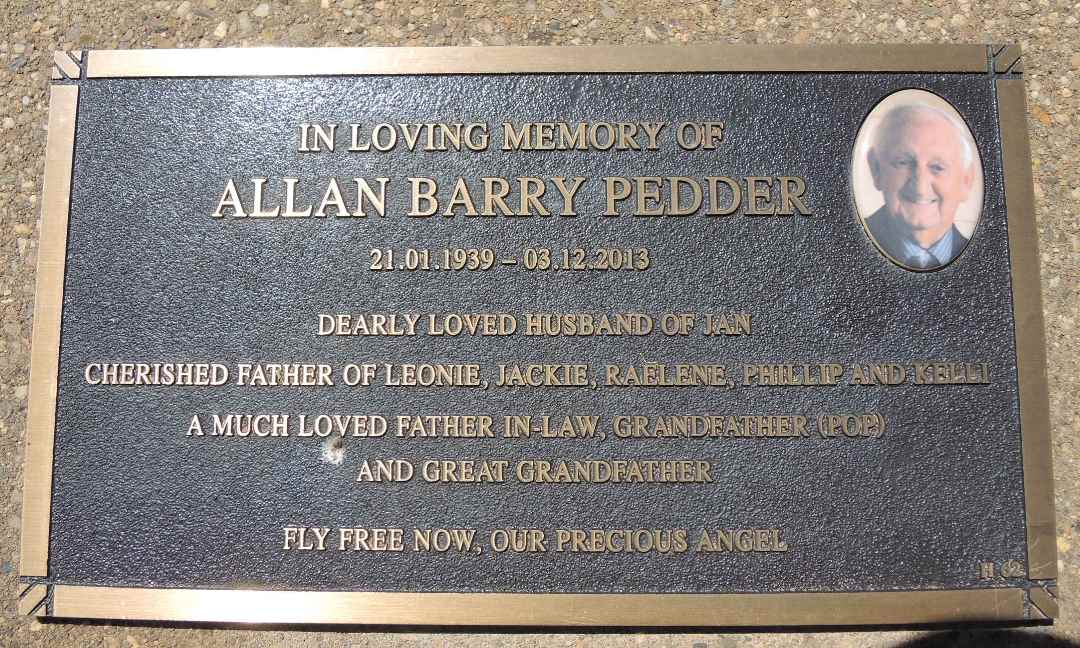 IN LOVING MEMORY OF
ALLAN BARRY PEDDER
21.01.1939 – 03.12.2013
DEARLY LOVED HUSBAND OF JAN
CHERISHED FATHER OF LEONIE, JACKIE, RAELENE, PHILLIP AND KELLI
A MUCH LOVED FATHER IN-LAW, GRANDFATHER (POP)
AND GREAT GRANDFATHER
FLY FREE NOW, OUR PRECIOUS ANGEL
H 62